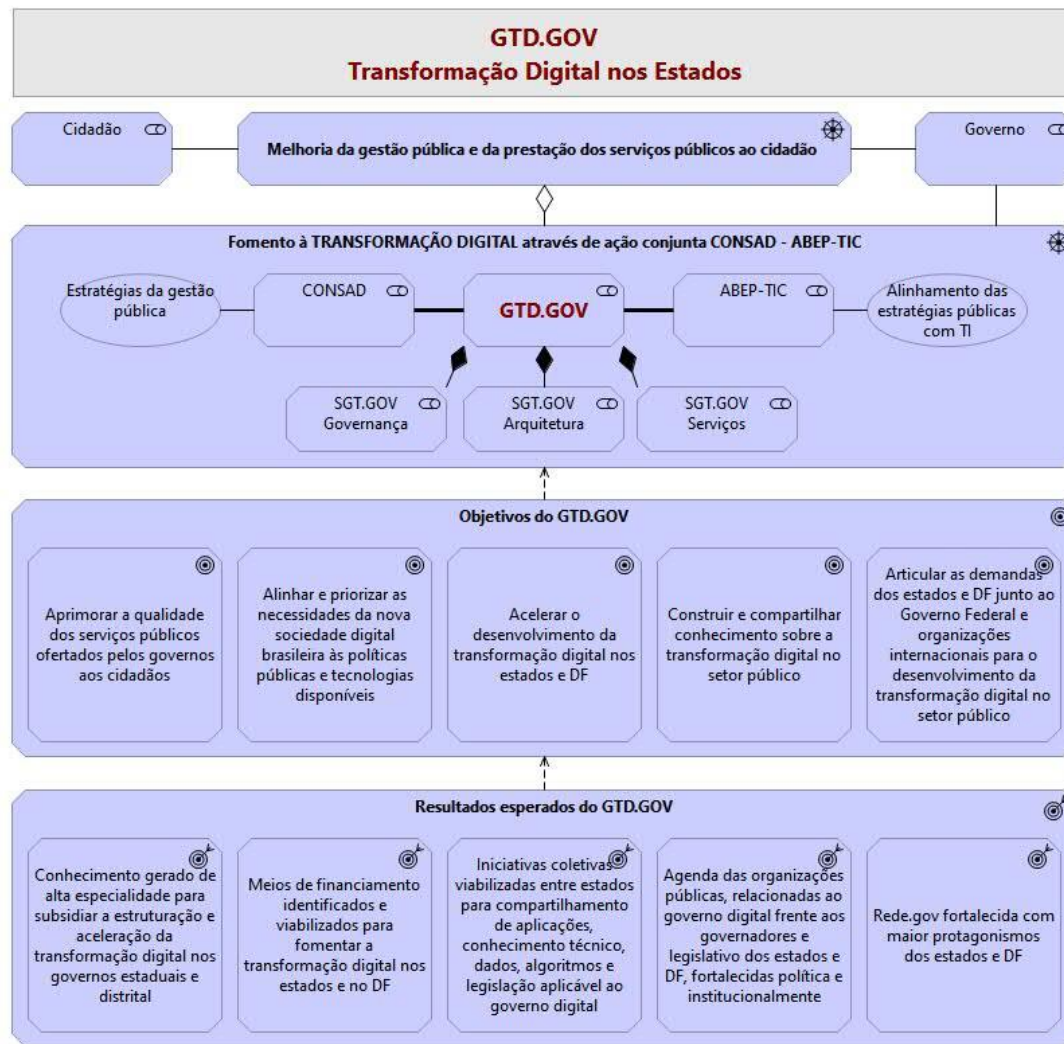 GTD.GOV
Transformação Digital nos Estados
Cidadão
Melhoria da gestão pública e da prestação dos serviços públicos ao cidadão
Governo
Fomento à TRANSFORMAÇÃO DIGITAL através de ação conjunta CONSAD - ABEP-TIC
Estratégias da gestão
pública
CONSAD
GTD.GOV
ABEP-TIC
Alinhamento das
estratégias públicas
com TI
SGT.GOV
Governança
SGT.GOV
Arquitetura
SGT.GOV
Serviços
Objetivos do GTD.GOV
Aprimorar a qualidade
dos serviços públicos
ofertados pelos governos
aos cidadãos
Alinhar e priorizar as
necessidades da nova
sociedade digital
brasileira às políticas
públicas e tecnologias
disponíveis
Acelerar o
desenvolvimento da
transformação digital nos
estados e DF
Construir e compartilhar
conhecimento sobre a
transformação digital no
setor público
Articular as demandas
dos estados e DF junto ao
Governo Federal e
organizações
internacionais para o
desenvolvimento da
transformação digital no
setor público
Resultados esperados do GTD.GOV
Conhecimento gerado de
alta especialidade para
subsidiar a estruturação e
aceleração da
transformação digital nos
governos estaduais e
distrital
Meios de financiamento
identificados e
viabilizados para
fomentar a
transformação digital nos
estados e no DF
Iniciativas coletivas
viabilizadas entre estados
para compartilhamento
de aplicações,
conhecimento técnico,
dados, algoritmos e
legislação aplicável ao
governo digital
Agenda das organizações
públicas, relacionadas ao
governo digital frente aos
governadores e
legislativo dos estados e
DF, fortalecidas política e
institucionalmente
Rede.gov fortalecida com
maior protagonismos
dos estados e DF